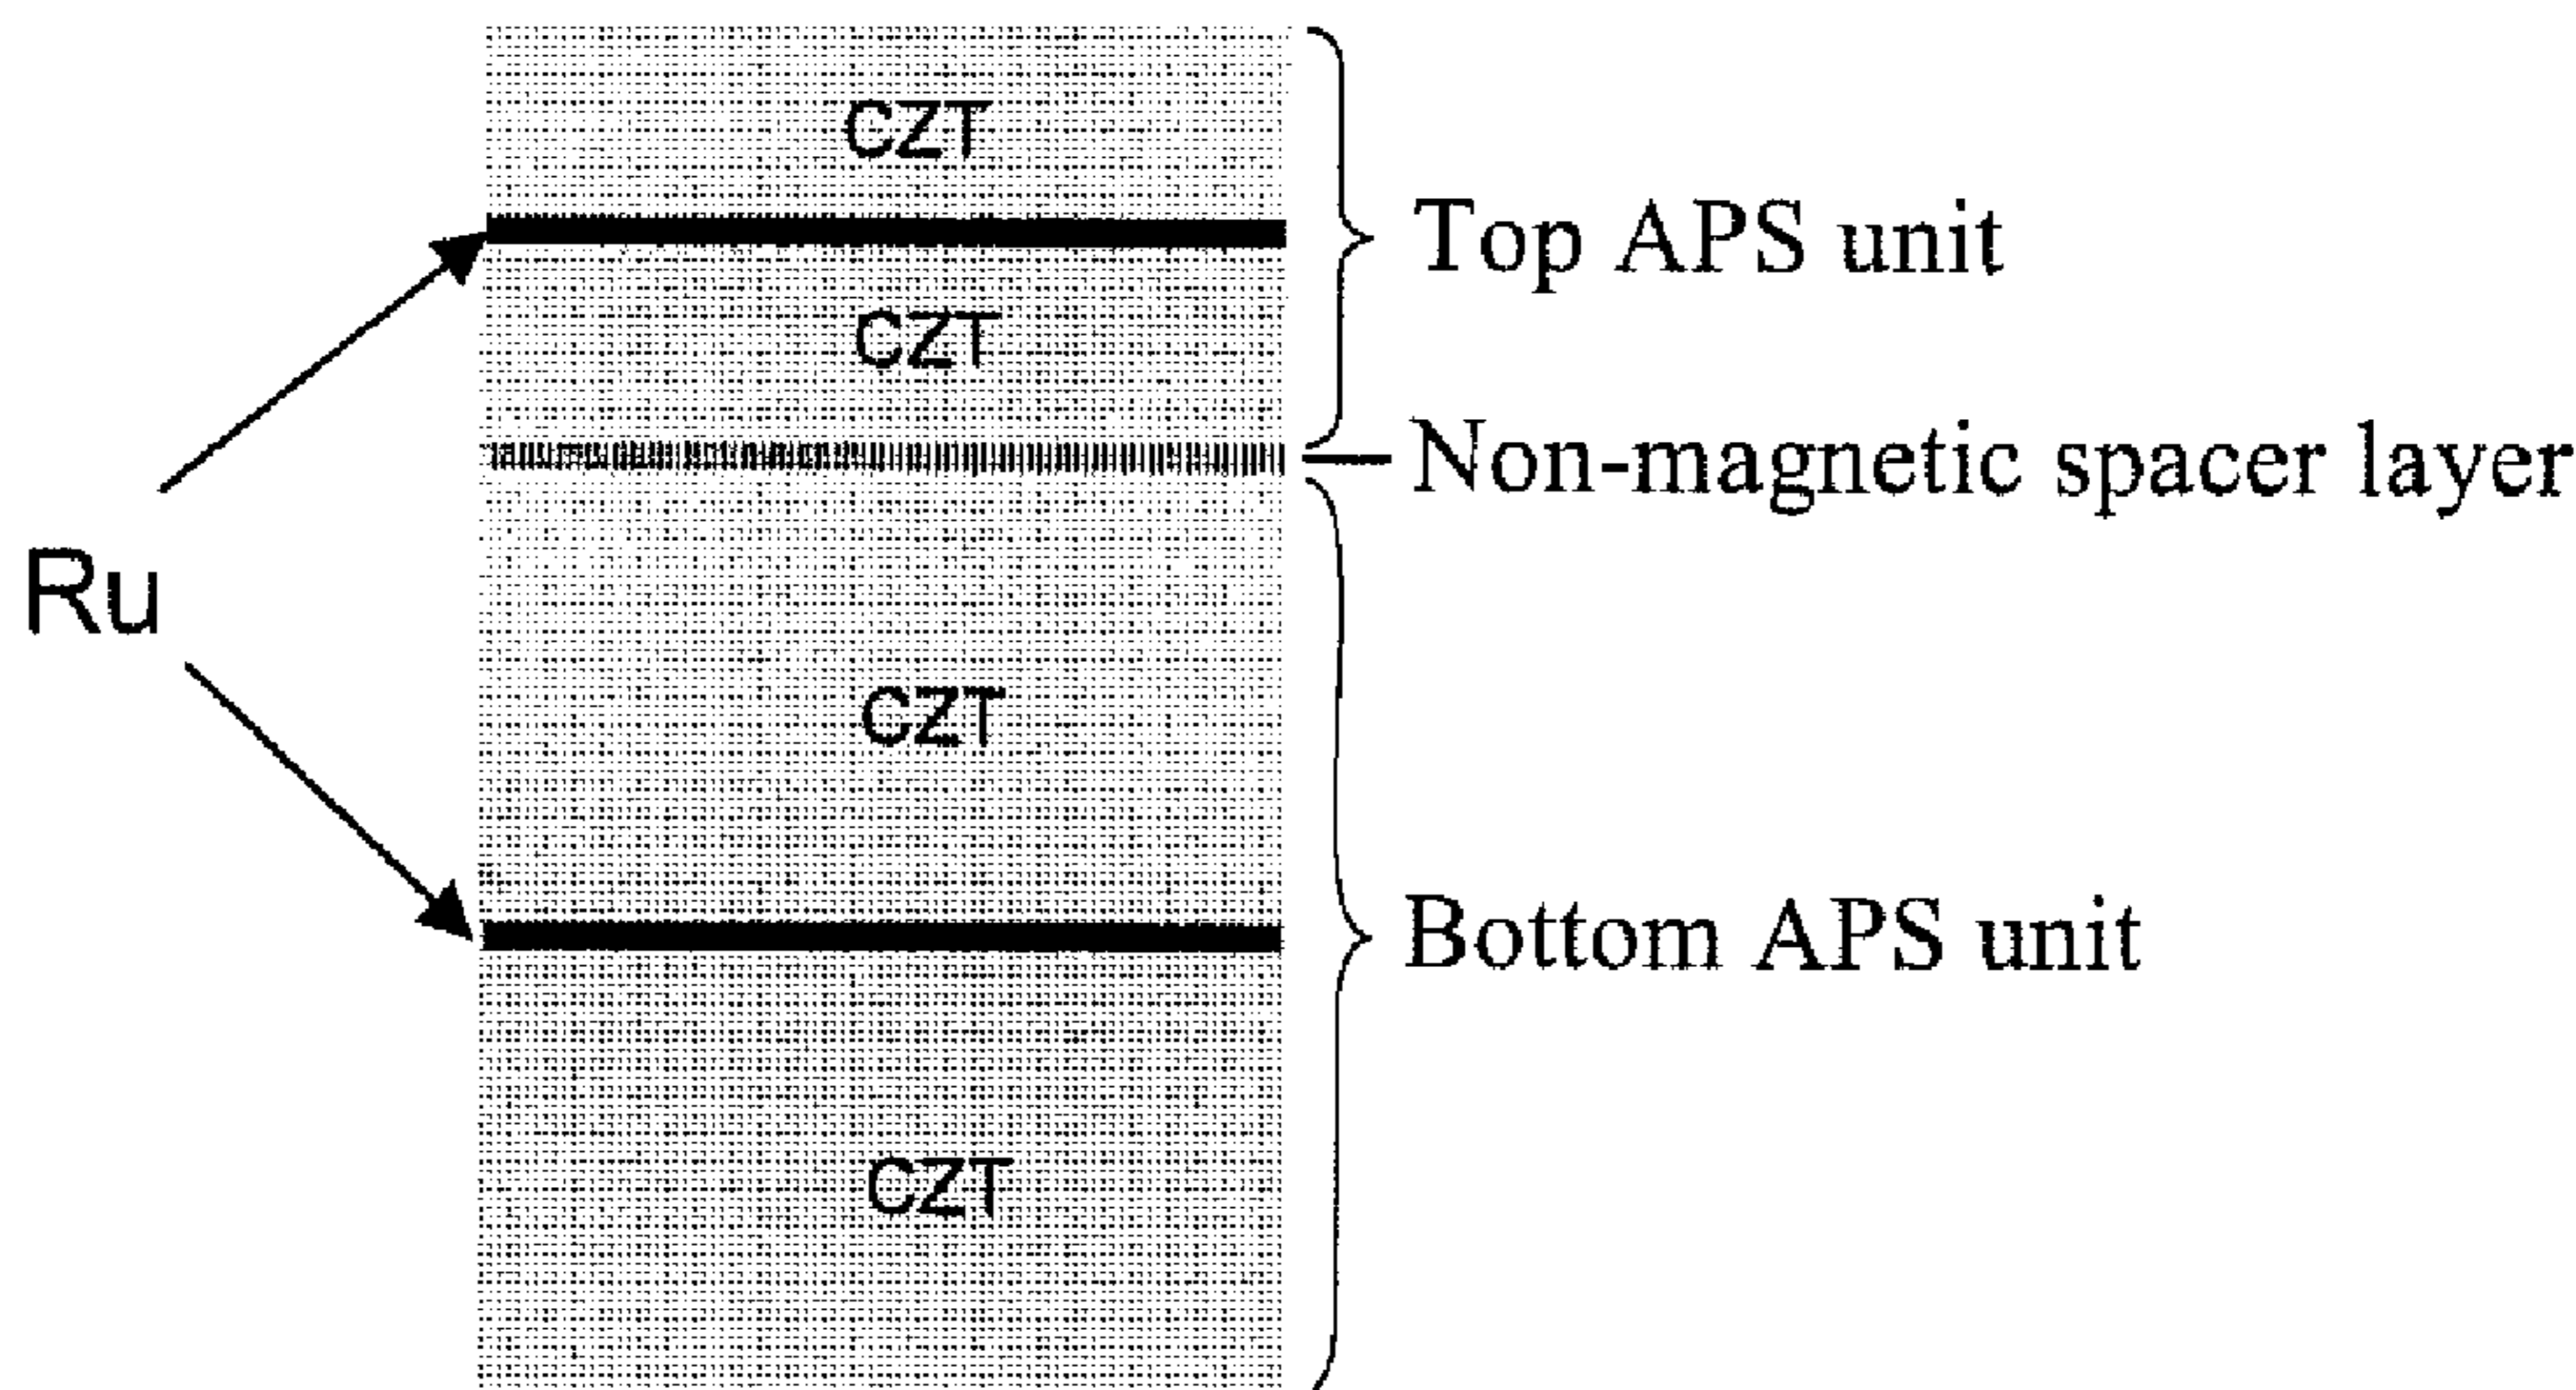 CZT
Top APS unit
CZT
Non-magnetic spacer layer
Ru
CZT
Bottom APS unit
CZT